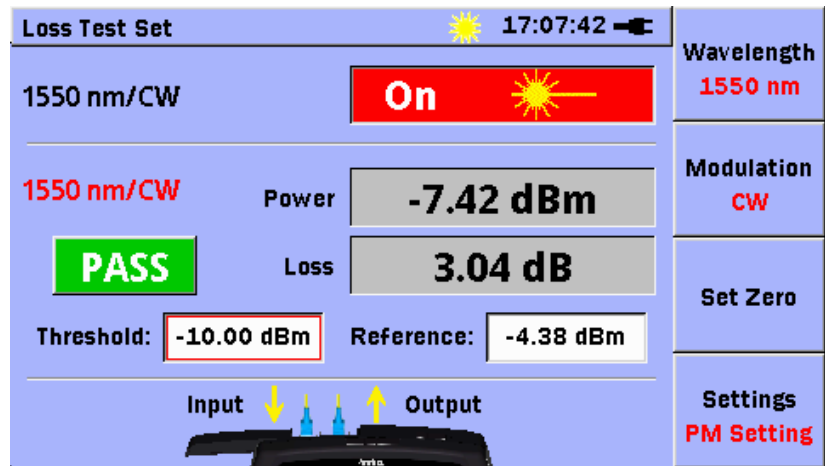 Loss Test Set 17:07:42
1550 nm/CW On
1550 nm/CW Power -7.42 dBm
PASS Loss 3.04 dB
Threshold: -10.00 dBm Reference: -4.38 dBm
Input Output
Wavelength
1550 nm
Modulation
CW
Set Zero
Settings
PM Setting